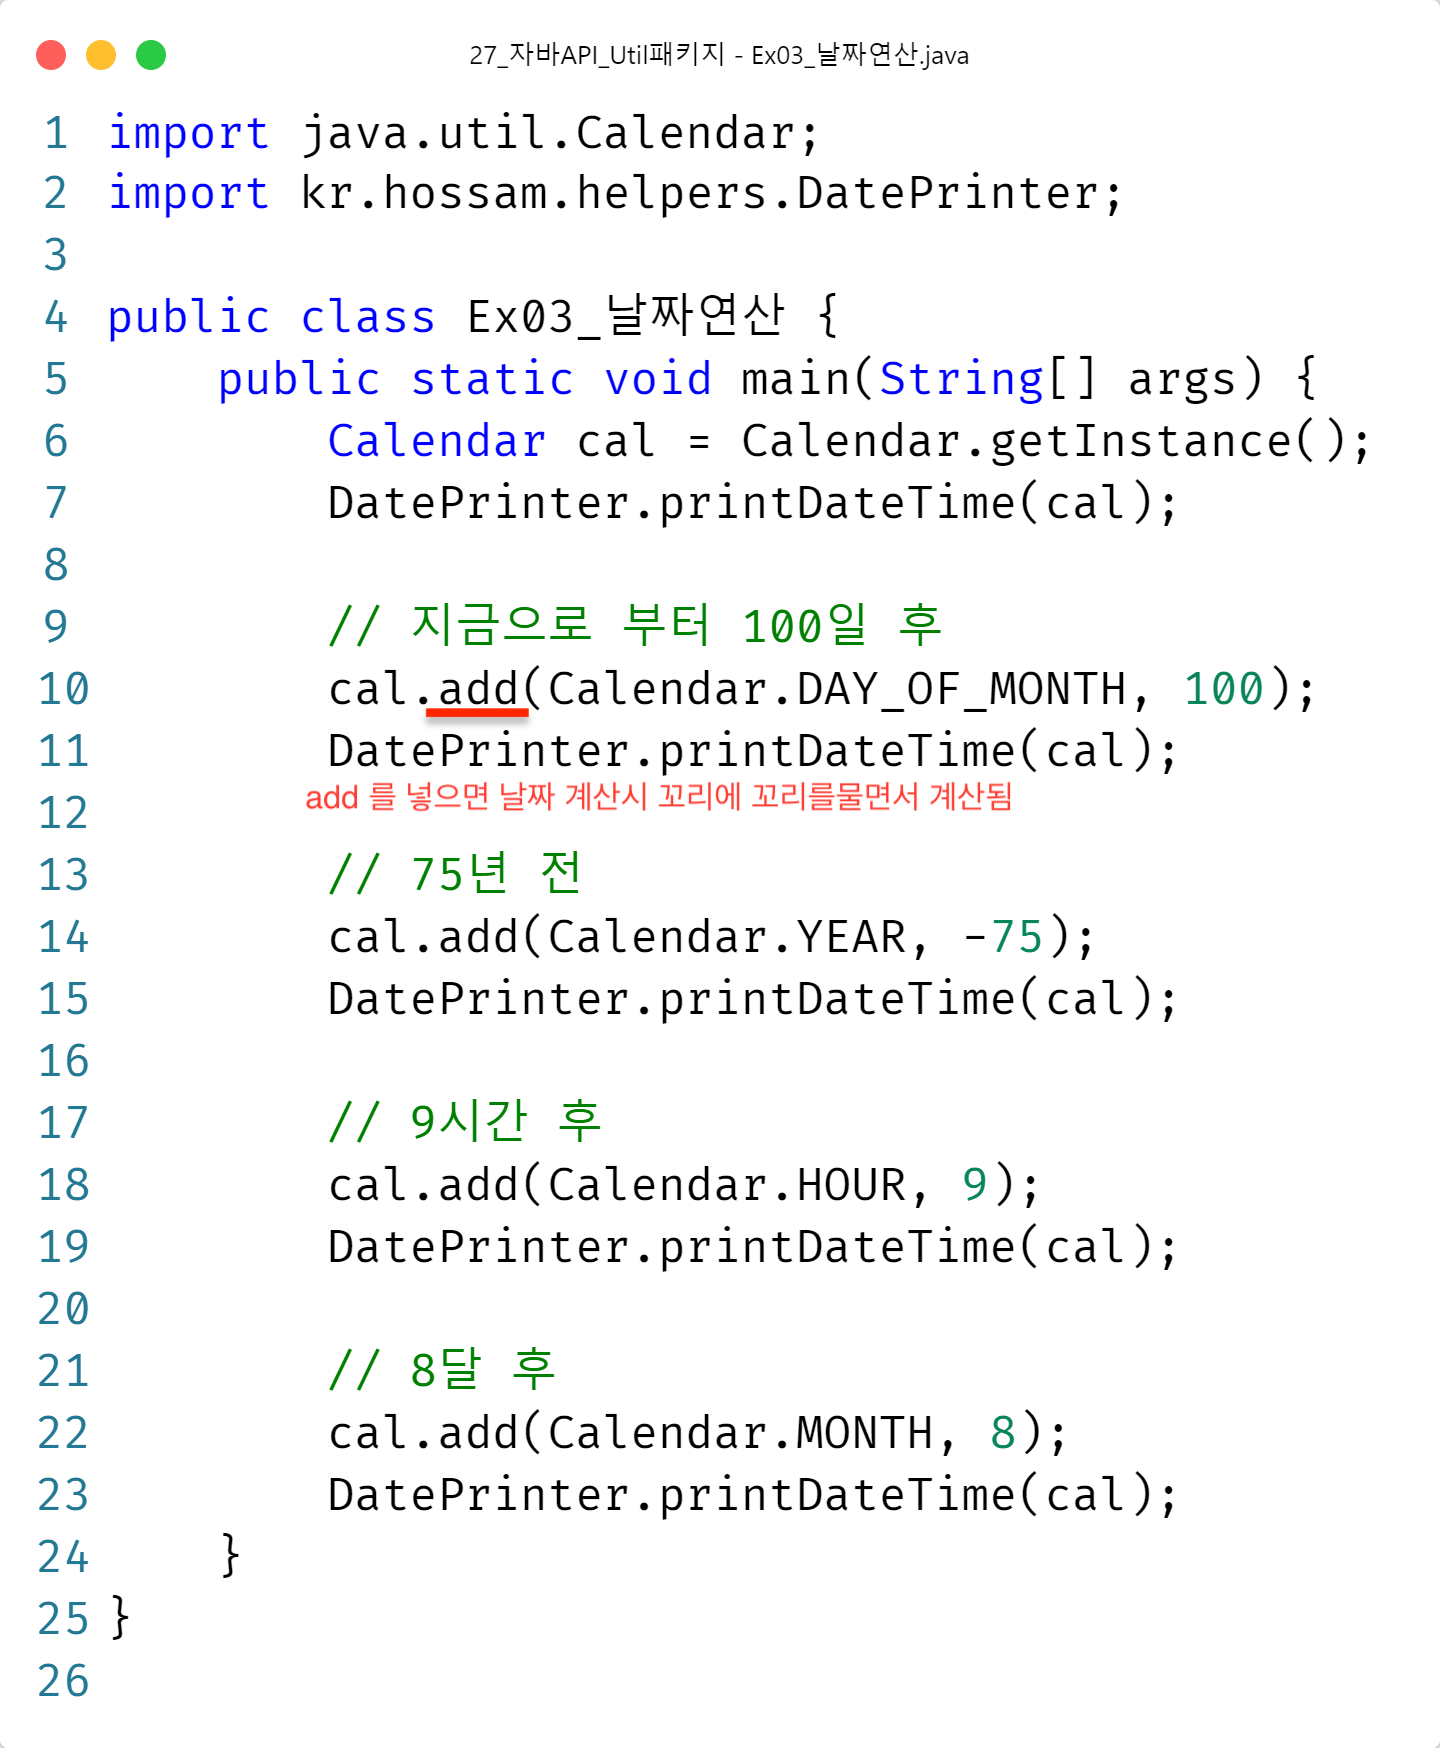 27_자바API_Util패키지 - Ex03_날짜연산.java
1 import java.util.Calendar;
2 import kr.hossam.helpers.DatePrinter;
3
4 public class Ex03_날짜연산 {
5     public static void main(String[] args) {
6         Calendar cal = Calendar.getInstance();
7         DatePrinter.printDateTime(cal);
8
9         // 지금으로 부터 100일 후
10         cal.add(Calendar.DAY_OF_MONTH, 100);
11         DatePrinter.printDateTime(cal);
add 를 넣으면 날짜 계산시 꼬리에 꼬리를물면서 계산됨
12
13         // 75년 전
14         cal.add(Calendar.YEAR, -75);
15         DatePrinter.printDateTime(cal);
16
17         // 9시간 후
18         cal.add(Calendar.HOUR, 9);
19         DatePrinter.printDateTime(cal);
20
21         // 8달 후
22         cal.add(Calendar.MONTH, 8);
23         DatePrinter.printDateTime(cal);
24     }
25 }
26